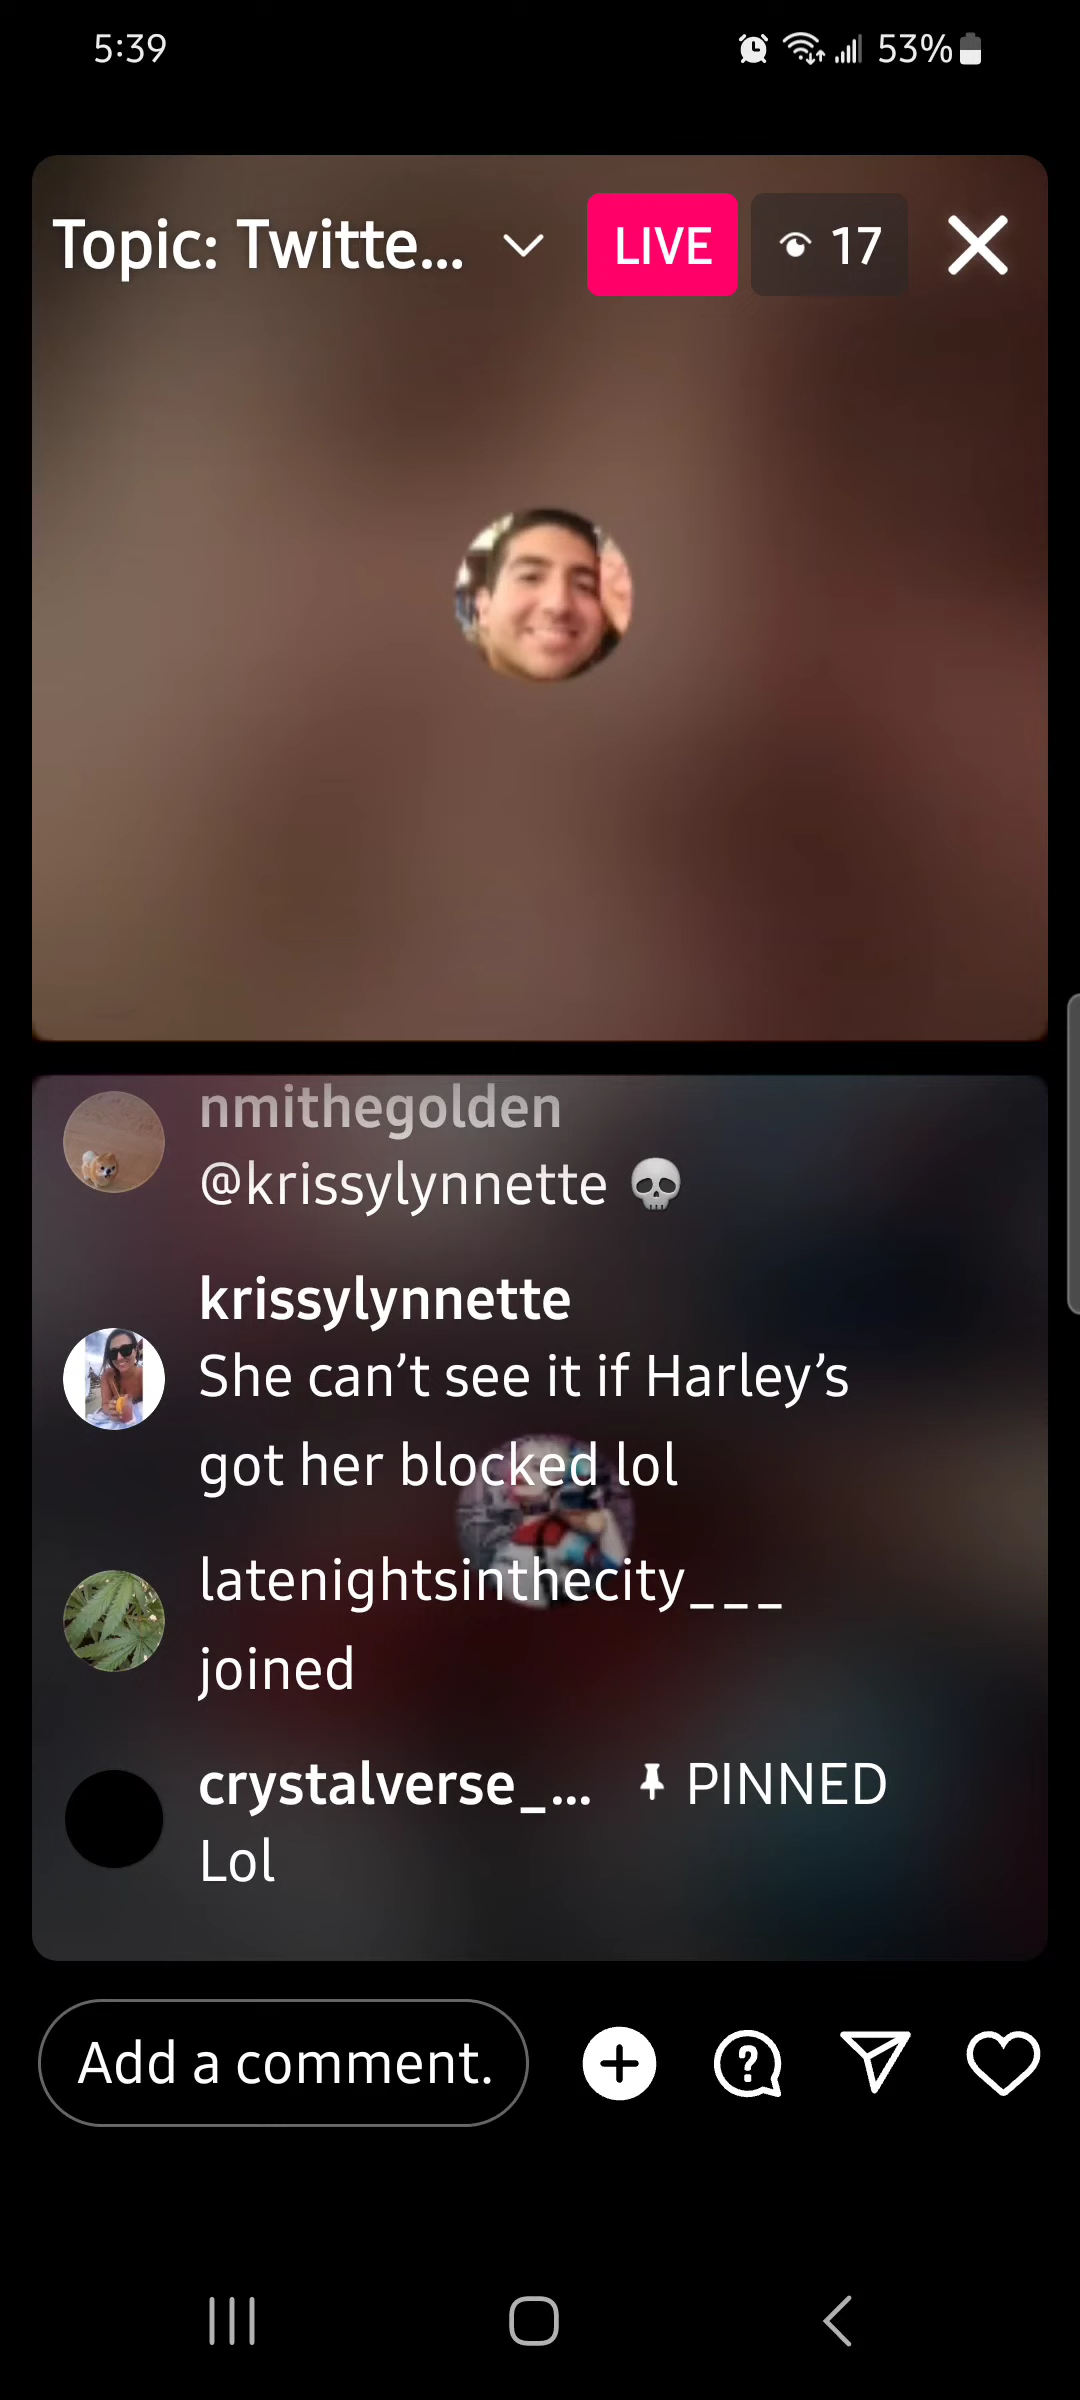 5:39 53%
Topic: Twitte... LIVE 17
nmithegolden
@krissylynnette 💀
krissylynnette
She can’t see it if Harley’s
got her blocked lol
latenightsinthecity___
joined
crystalverse_... PINNED
Lol
Add a comment.